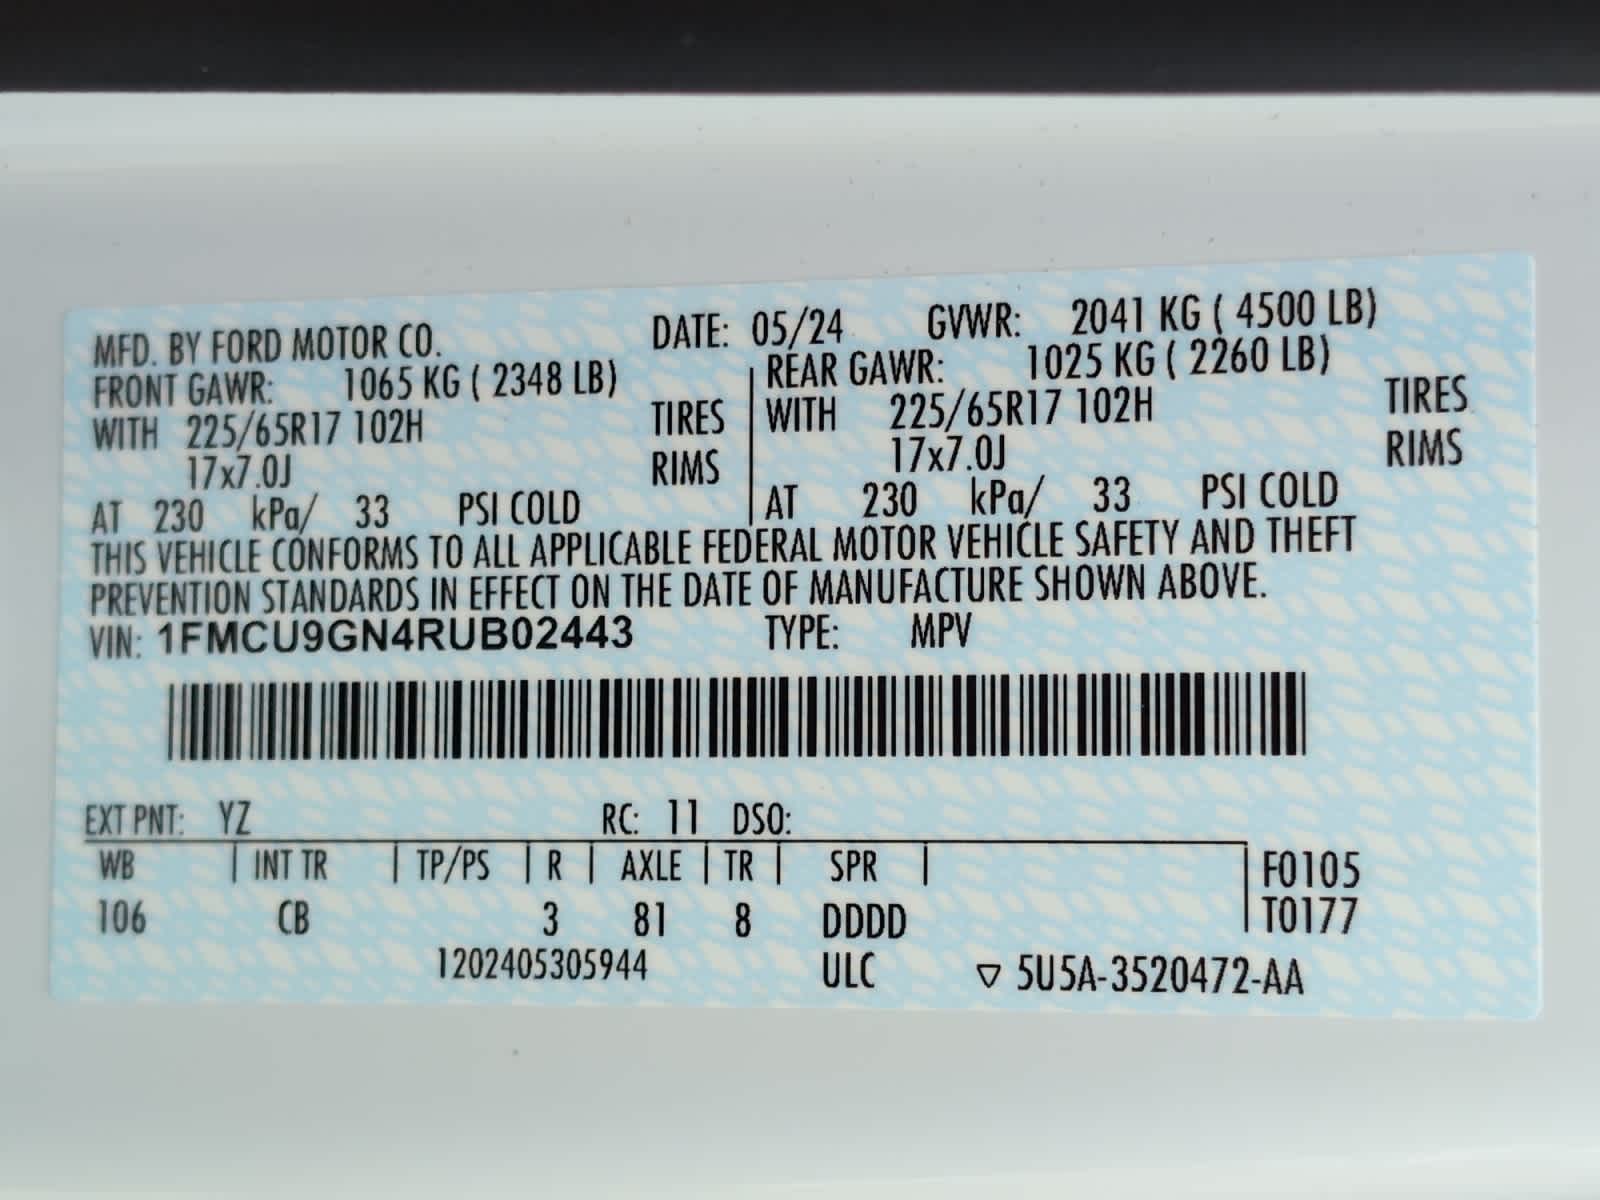 MFD. BY FORD MOTOR CO. DATE: 05/24 GVWR: 2041 KG ( 4500 LB)
FRONT GAWR: 1065 KG ( 2348 LB) REAR GAWR: 1025 KG ( 2260 LB)
WITH 225/65R17 102H TIRES WITH 225/65R17 102H TIRES
17x7.0J RIMS 17x7.0J RIMS
AT 230 kPa/ 33 PSI COLD AT 230 kPa/ 33 PSI COLD
THIS VEHICLE CONFORMS TO ALL APPLICABLE FEDERAL MOTOR VEHICLE SAFETY AND THEFT
PREVENTION STANDARDS IN EFFECT ON THE DATE OF MANUFACTURE SHOWN ABOVE.
VIN: 1FMCU9GN4RUB02443 TYPE: MPV
EXT PNT: YZ RC: 11 DSO:
WB | INT TR | TP/PS | R | AXLE | TR | SPR | F0105
106 CB 3 81 8 DDDD T0177
1202405305944 ULC ▽ 5U5A-3520472-AA